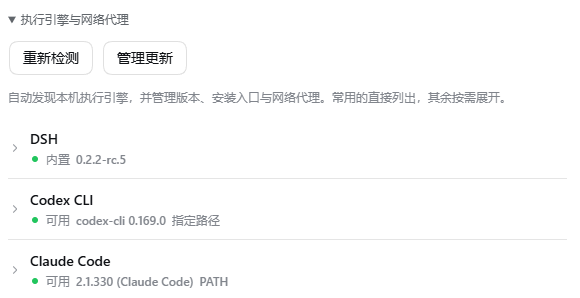 执行引擎与网络代理
重新检测 管理更新
自动发现本机执行引擎，并管理版本、安装入口与网络代理。常用的直接列出，其余按需展开。
DSH
内置 0.2.2-rc.5
Codex CLI
可用 codex-cli 0.169.0 指定路径
Claude Code
可用 2.1.330 (Claude Code) PATH